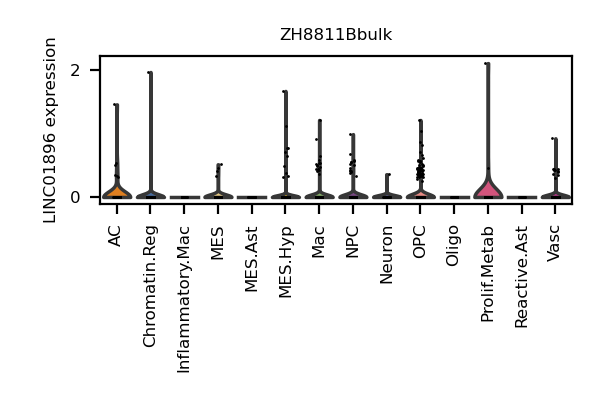 ZH8811Bbulk
LINC01896 expression
2
0
AC
Chromatin.Reg
Inflammatory.Mac
MES
MES.Ast
MES.Hyp
Mac
NPC
Neuron
OPC
Oligo
Prolif.Metab
Reactive.Ast
Vasc